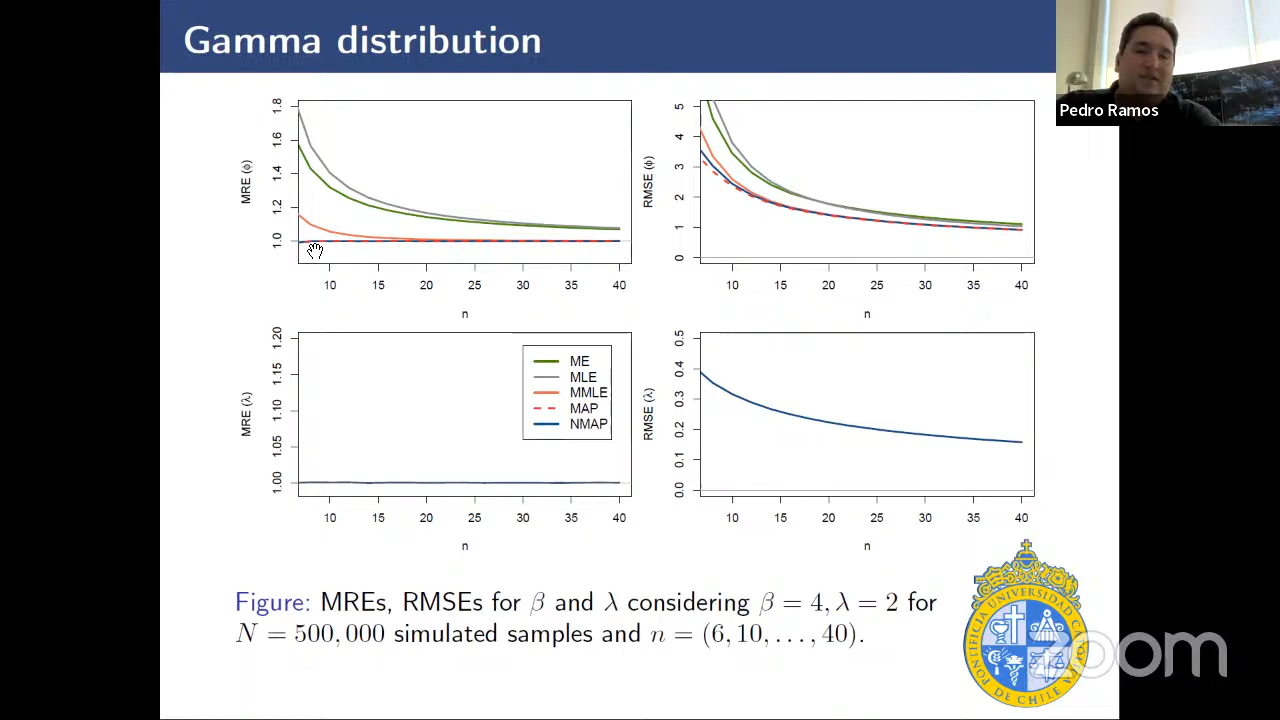 Gamma distribution
Pedro Ramos
MRE (ϕ)
1.0 1.2 1.4 1.6 1.8
10 15 20 25 30 35 40
n
RMSE (ϕ)
0 1 2 3 4 5
10 15 20 25 30 35 40
n
MRE (λ)
1.00 1.05 1.10 1.15 1.20
ME
MLE
MMLE
MAP
NMAP
10 15 20 25 30 35 40
n
RMSE (λ)
0.0 0.1 0.2 0.3 0.4 0.5
10 15 20 25 30 35 40
n
Figure: MREs, RMSEs for β and λ considering β = 4, λ = 2 for
N = 500,000 simulated samples and n = (6, 10, . . . , 40).
PONTIFICIA UNIVERSIDAD CATOLICA
DE CHILE
zoom